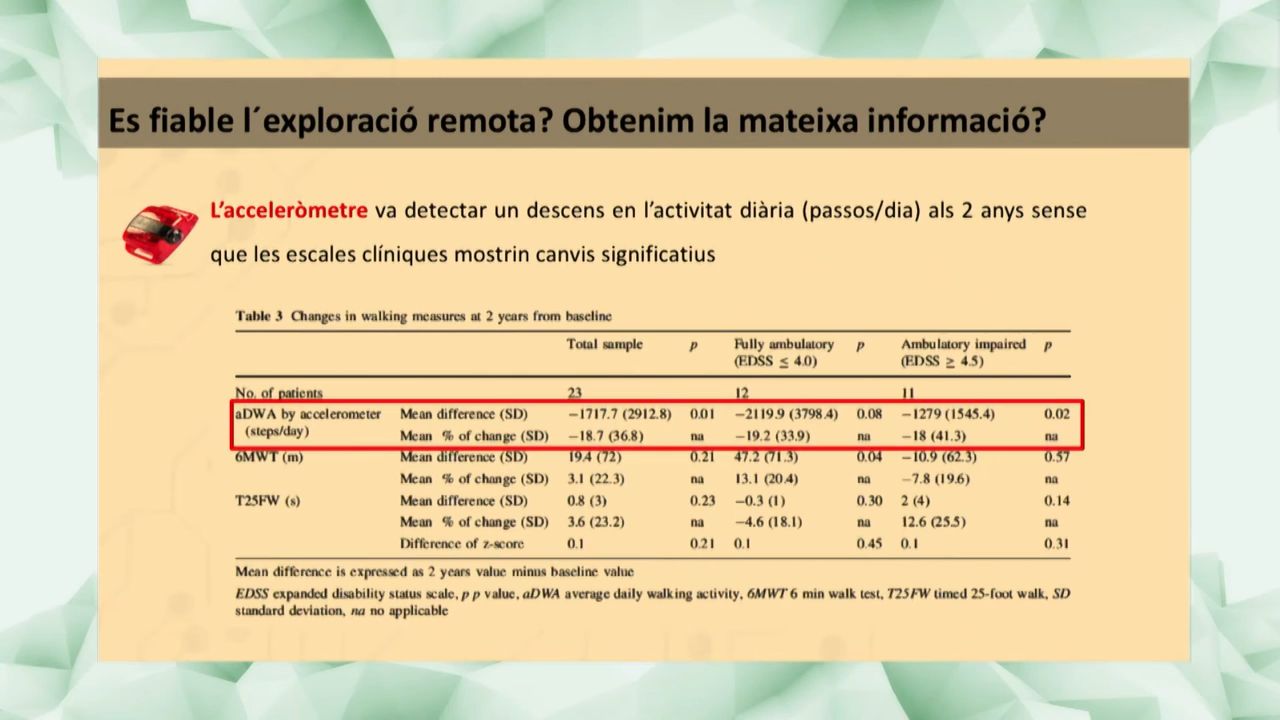 Es fiable l´exploració remota? Obtenim la mateixa informació?
L'acceleròmetre va detectar un descens en l'activitat diària (passos/dia) als 2 anys sense
que les escales clíniques mostrin canvis significatius
Table 3 Changes in walking measures at 2 years from baseline
Total sample p Fully ambulatory p Ambulatory impaired p
(EDSS ≤ 4.0) (EDSS ≥ 4.5)
No. of patients 23 12 11
aDWA by accelerometer Mean difference (SD) −1717.7 (2912.8) 0.01 −2119.9 (3798.4) 0.08 −1279 (1545.4) 0.02
(steps/day) Mean % of change (SD) −18.7 (36.8) na −19.2 (33.9) na −18 (41.3) na
6MWT (m) Mean difference (SD) 19.4 (72) 0.21 47.2 (71.3) 0.04 −10.9 (62.3) 0.57
Mean % of change (SD) 3.1 (22.3) na 13.1 (20.4) na −7.8 (19.6) na
T25FW (s) Mean difference (SD) 0.8 (3) 0.23 −0.3 (1) 0.30 2 (4) 0.14
Mean % of change (SD) 3.6 (23.2) na −4.6 (18.1) na 12.6 (25.5) na
Difference of z-score 0.1 0.21 0.1 0.45 0.1 0.31
Mean difference is expressed as 2 years value minus baseline value
EDSS expanded disability status scale, p p value, aDWA average daily walking activity, 6MWT 6 min walk test, T25FW timed 25-foot walk, SD
standard deviation, na no applicable